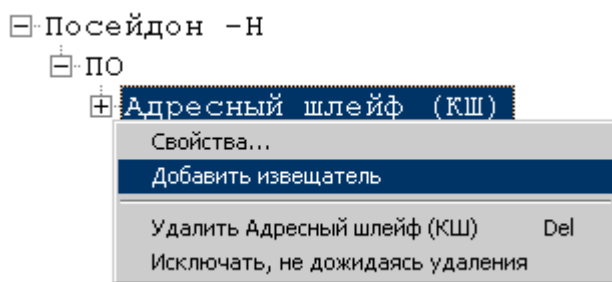 Посейдон -Н
ПО
Адресный шлейф (КШ)
Свойства...
Добавить извещатель
Удалить Адресный шлейф (КШ) Del
Исключать, не дожидаясь удаления